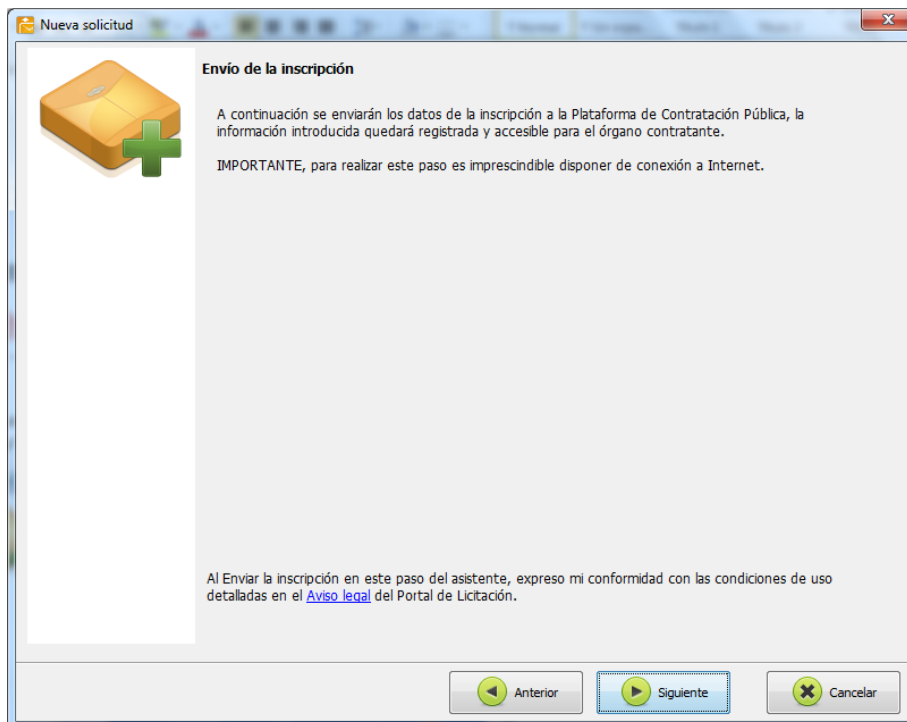 Nueva solicitud
Envío de la inscripción
A continuación se enviarán los datos de la inscripción a la Plataforma de Contratación Pública, la
información introducida quedará registrada y accesible para el órgano contratante.
IMPORTANTE, para realizar este paso es imprescindible disponer de conexión a Internet.
Al Enviar la inscripción en este paso del asistente, expreso mi conformidad con las condiciones de uso
detalladas en el Aviso legal del Portal de Licitación.
Anterior
Siguiente
Cancelar